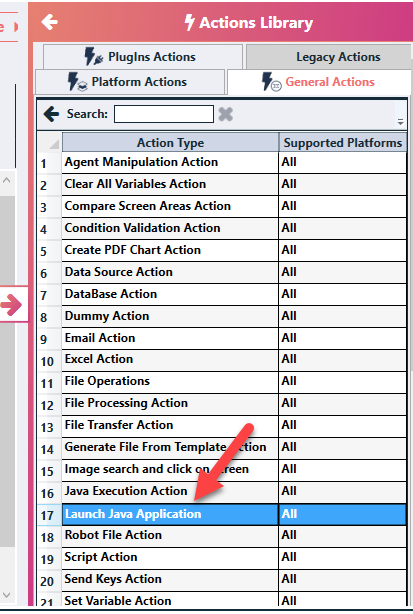 Actions Library
PlugIns Actions Legacy Actions
Platform Actions General Actions
Search:
Action Type Supported Platforms
1 Agent Manipulation Action All
2 Clear All Variables Action All
3 Compare Screen Areas Action All
4 Condition Validation Action All
5 Create PDF Chart Action All
6 Data Source Action All
7 DataBase Action All
8 Dummy Action All
9 Email Action All
10 Excel Action All
11 File Operations All
12 File Processing Action All
13 File Transfer Action All
14 Generate File From Template Action All
15 Image search and click on screen All
16 Java Execution Action All
17 Launch Java Application All
18 Robot File Action All
19 Script Action All
20 Send Keys Action All
21 Set Variable Action All